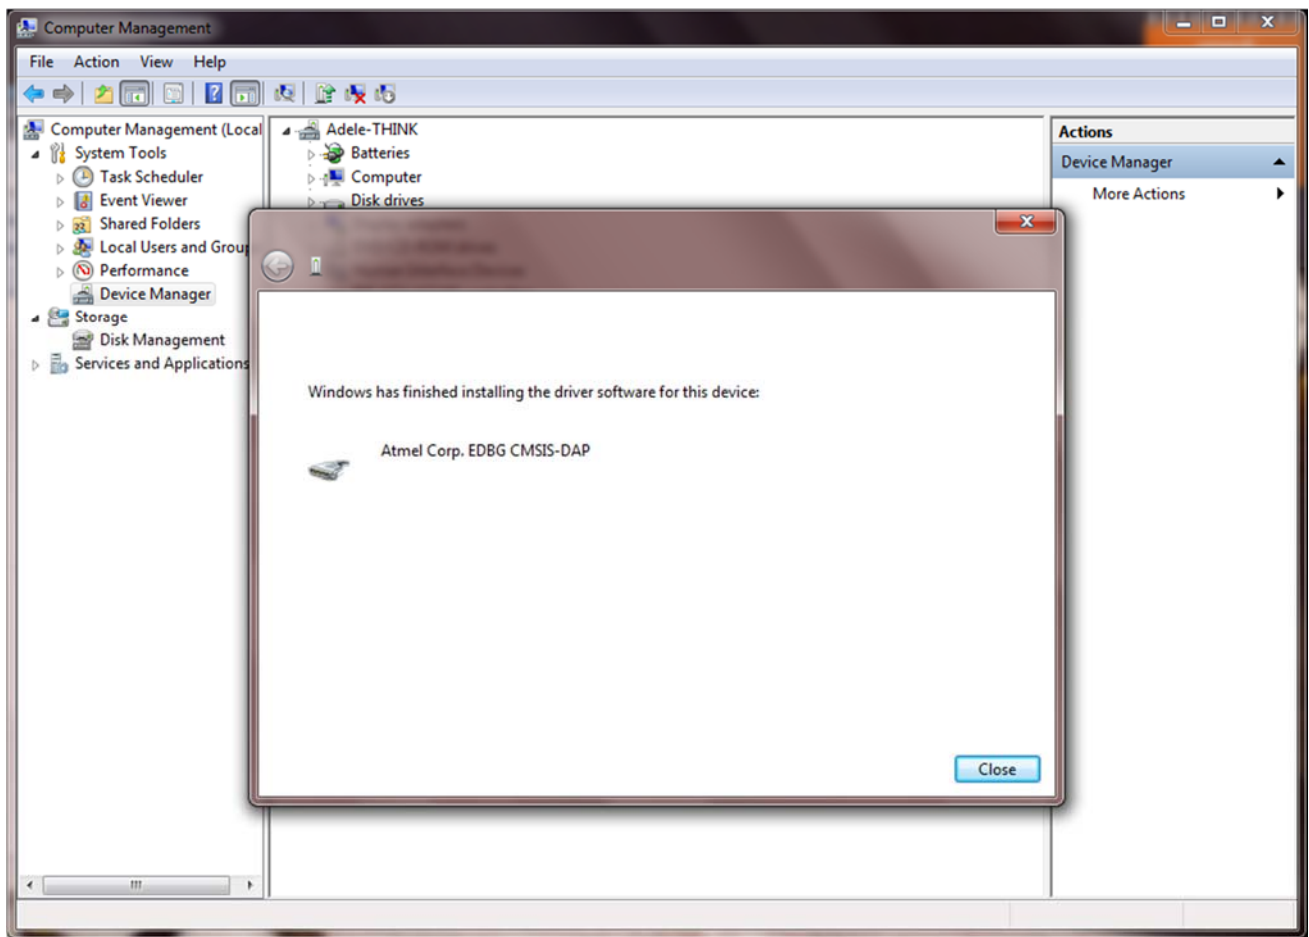 Computer Management
File Action View Help
Computer Management (Local
System Tools
Task Scheduler
Event Viewer
Shared Folders
Local Users and Group
Performance
Device Manager
Storage
Disk Management
Services and Applications
Adele-THINK
Batteries
Computer
Disk drives
Windows has finished installing the driver software for this device:
Atmel Corp. EDBG CMSIS-DAP
Close
Actions
Device Manager
More Actions